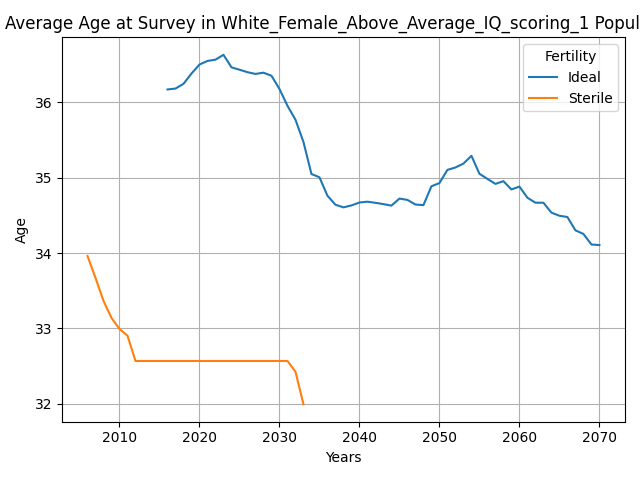 Average Age at Survey in White_Female_Above_Average_IQ_scoring_1 Popul
Fertility
Ideal
Sterile
36
35
34
33
32
Age
2010 2020 2030 2040 2050 2060 2070
Years